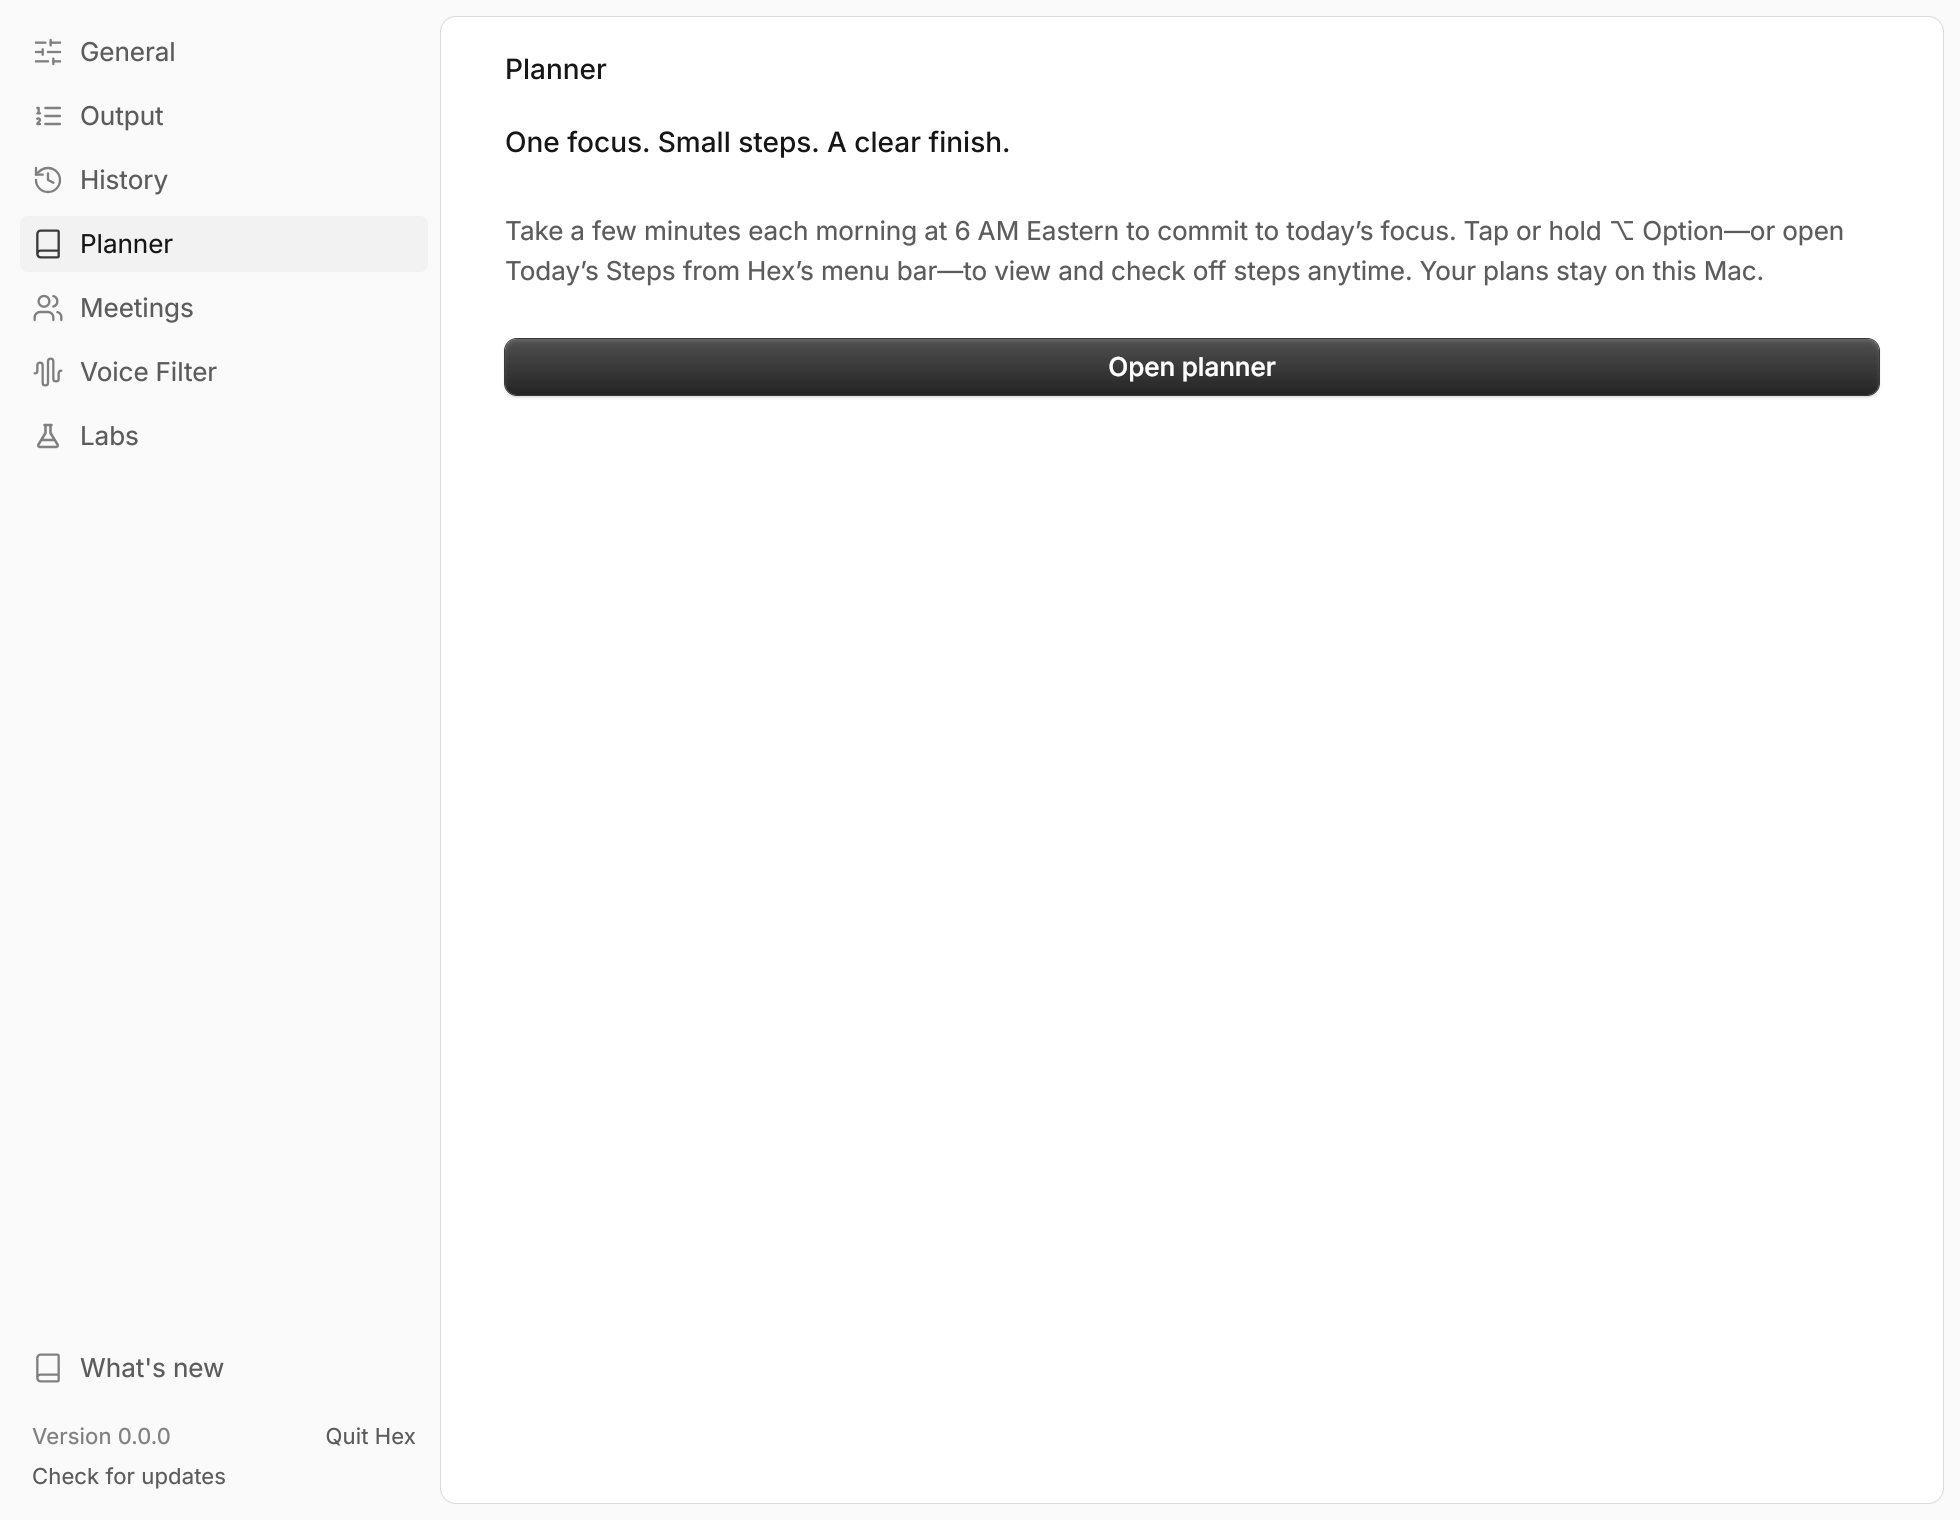 General
Output
History
Planner
Meetings
Voice Filter
Labs
What's new
Version 0.0.0
Quit Hex
Check for updates
Planner
One focus. Small steps. A clear finish.
Take a few minutes each morning at 6 AM Eastern to commit to today’s focus. Tap or hold ⌥ Option—or open
Today’s Steps from Hex’s menu bar—to view and check off steps anytime. Your plans stay on this Mac.
Open planner